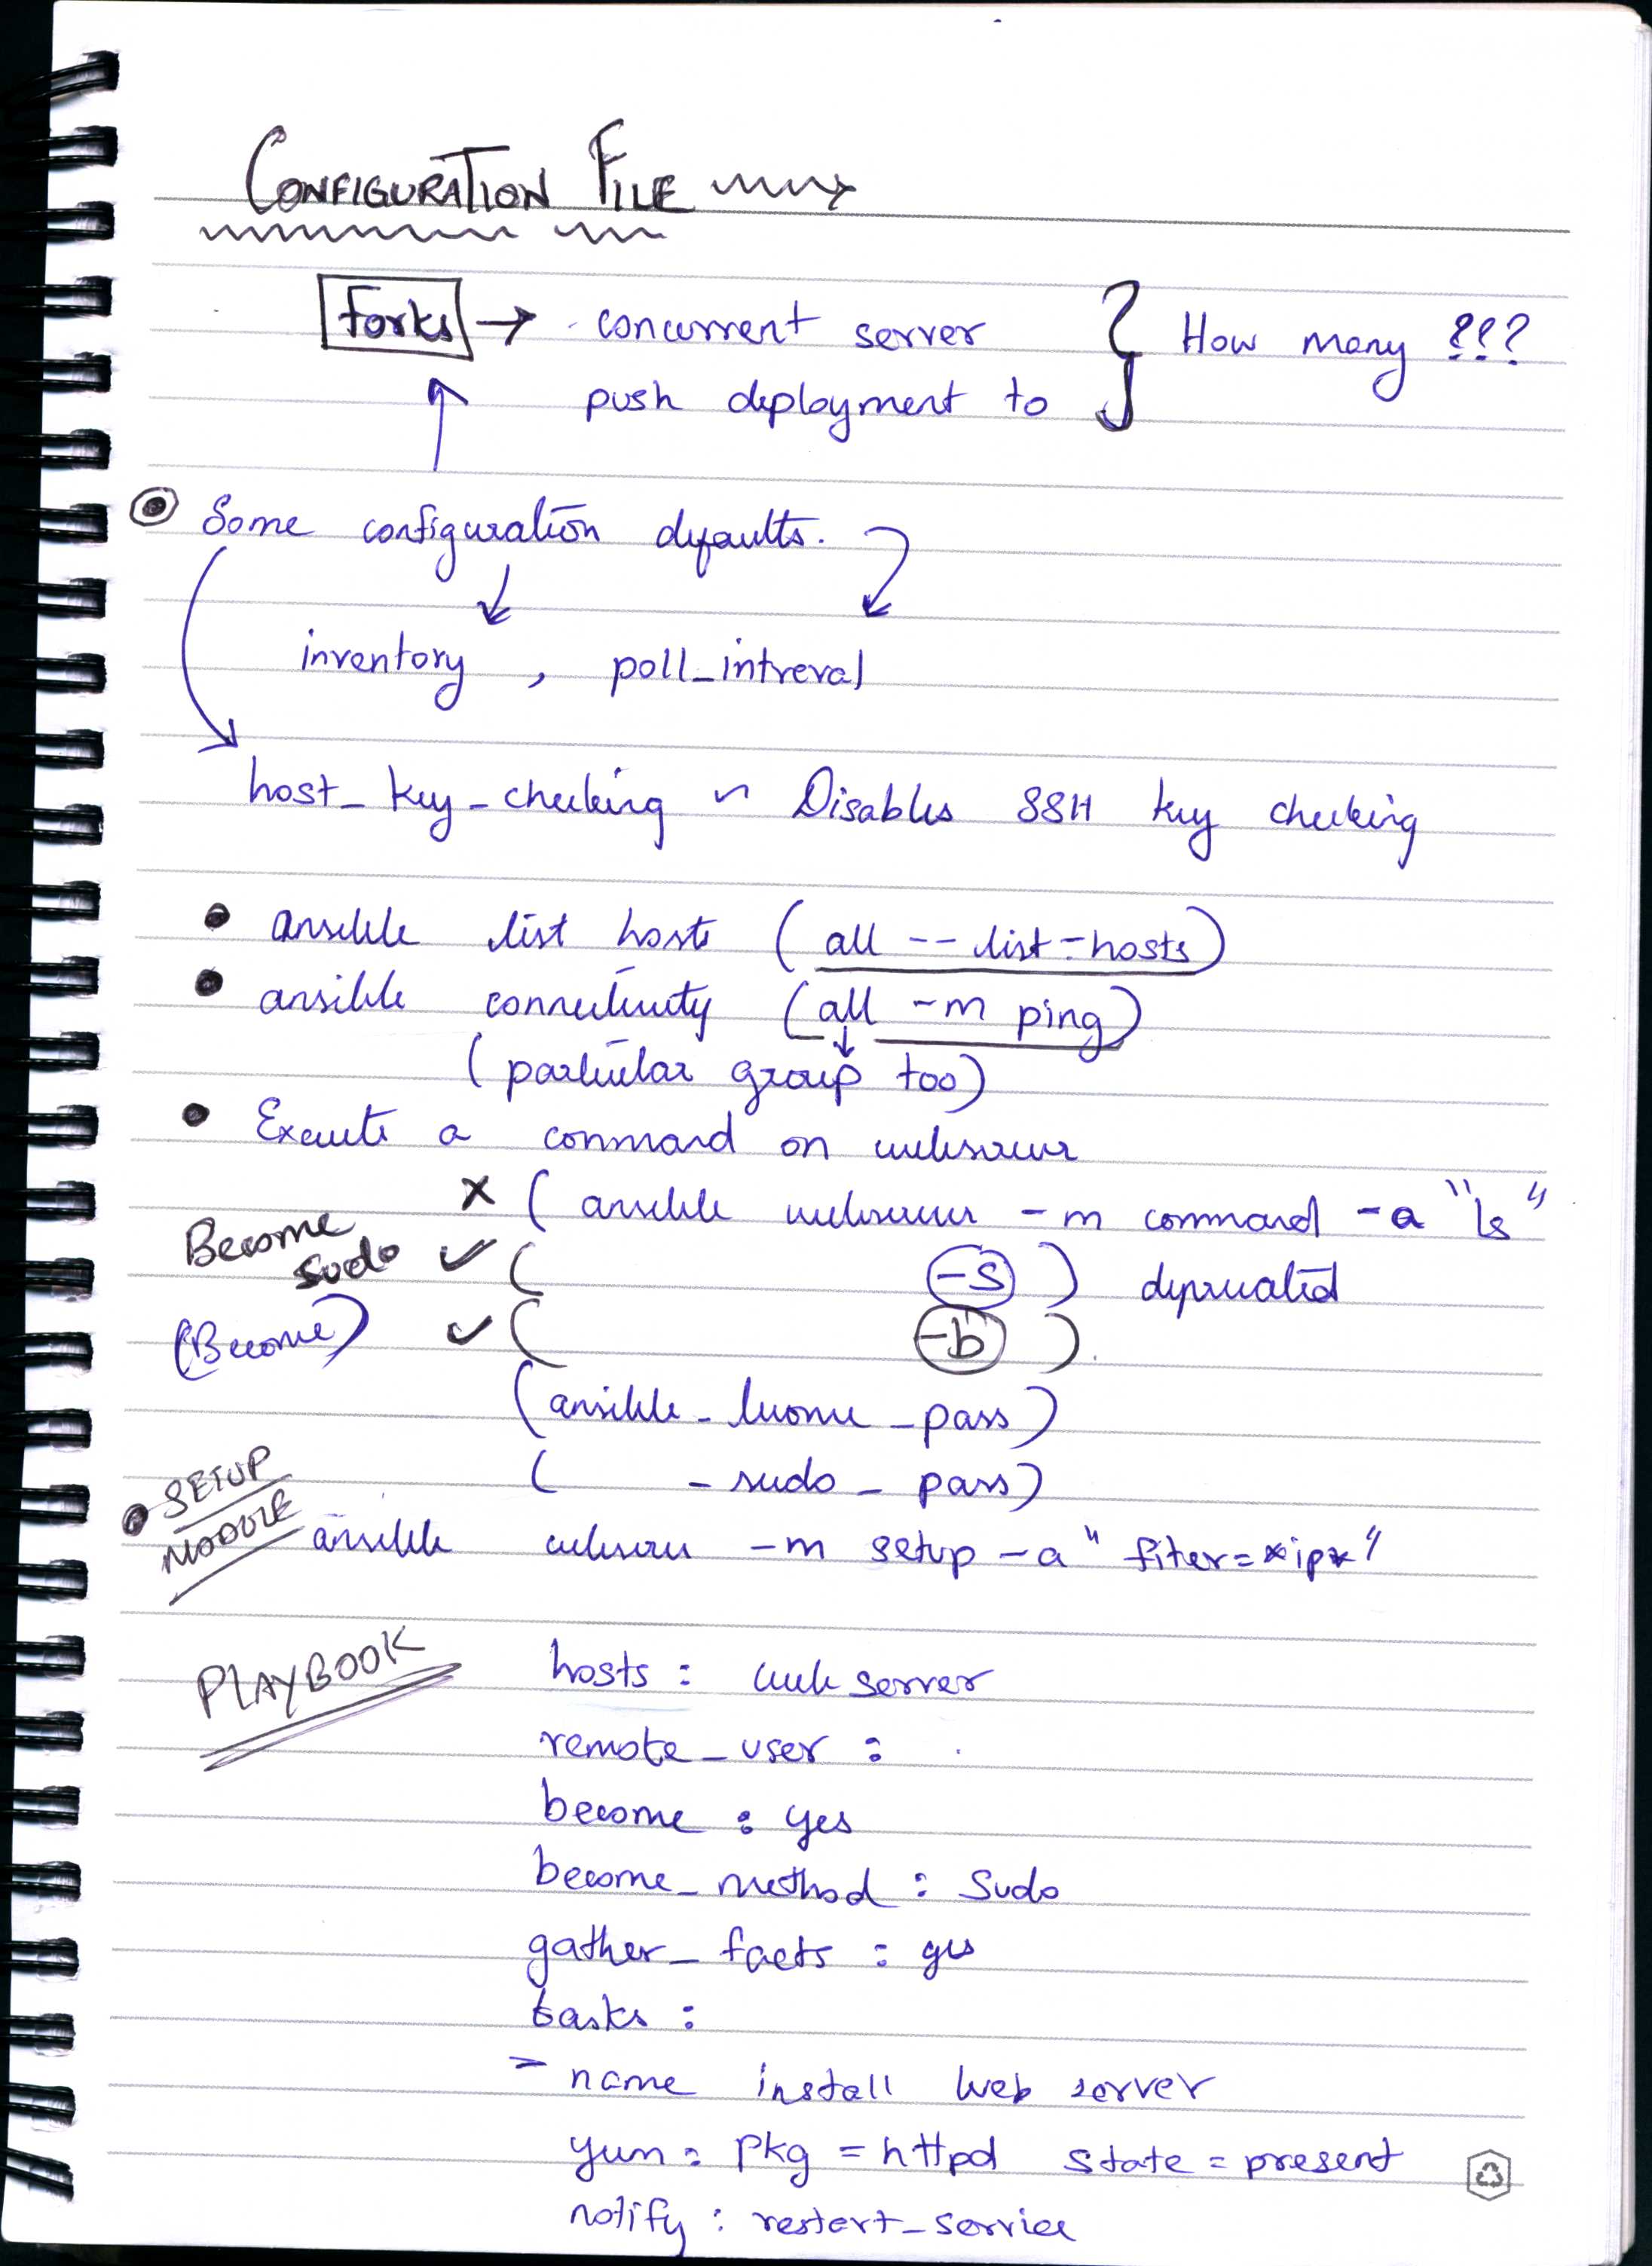 CONFIGURATION FILE
Forks → concurrent server } How many ???
push deployment to
Some configuration defaults.
inventory , poll_intreval
host_key_checking ~ Disables SSH key checking
ansible list hosts (all --list-hosts)
ansible connectivity (all -m ping)
(particular group too)
Execute a command on webserver
x (ansible webserver -m command -a "ls"
Become sudo ✓ ( -s ) deprecated
(Become) ✓ ( -b ).
(ansible_become_pass)
( _sudo_pass)
SETUP
MODULE
ansible webserver -m setup -a "fiter=*ip*"
PLAYBOOK
hosts : web server
remote_user :
become : yes
become_method : sudo
gather_facts : yes
tasks :
- name install web server
yum : pkg = httpd state = present
notify : restart_service